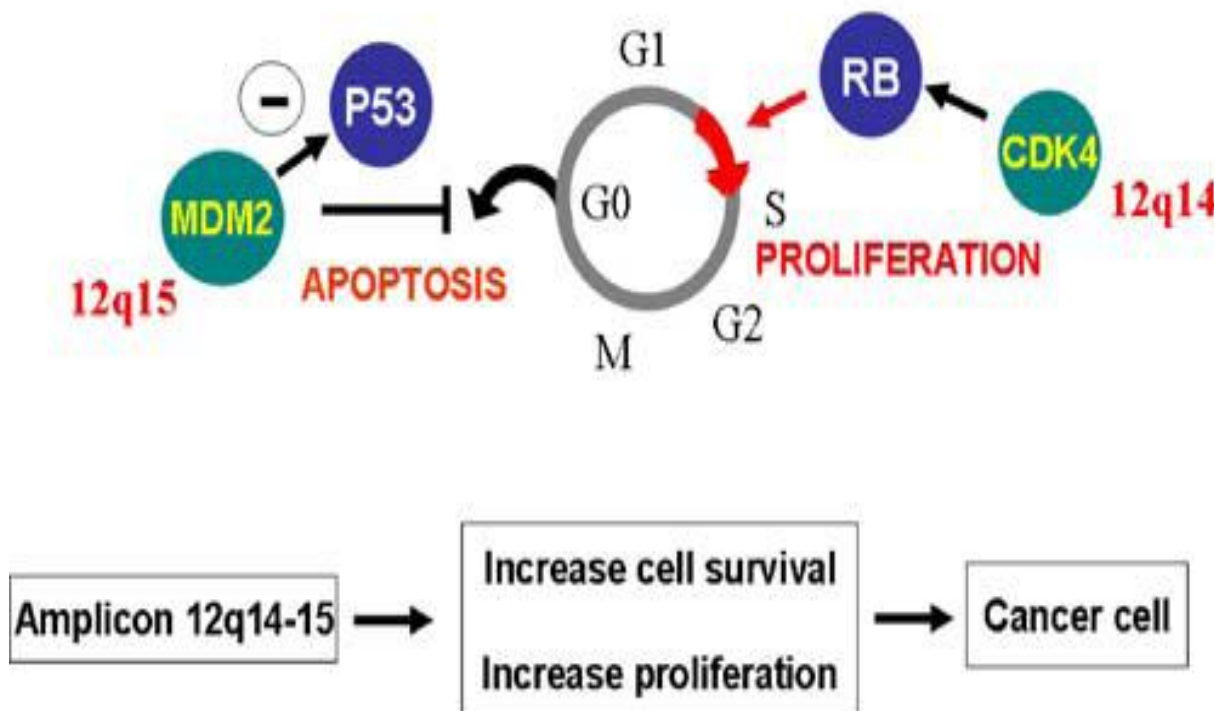 G1
P53
RB
−
CDK4
MDM2
G0
S
12q14
12q15
APOPTOSIS
PROLIFERATION
G2
M
Increase cell survival
Amplicon 12q14-15
Cancer cell
Increase proliferation